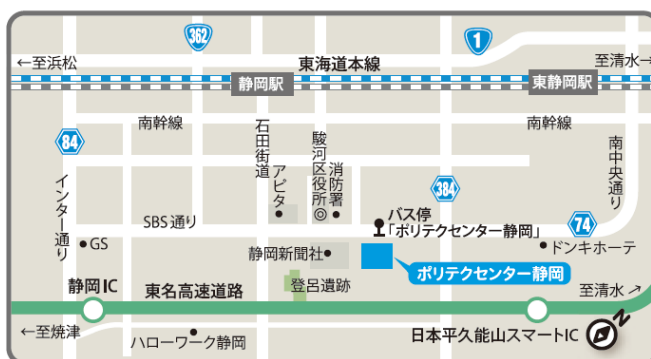 362
1
←至浜松
東海道本線
至清水→
静岡駅
東静岡駅
南幹線
南幹線
84
石田街道
アピタ
駿河区役所
消防署
384
南中央通り
インター通り
SBS通り
バス停
「ポリテクセンター静岡」
74
GS
静岡新聞社
ドンキホーテ
ポリテクセンター静岡
静岡IC
東名高速道路
登呂遺跡
至清水↗
←至焼津
ハローワーク静岡
日本平久能山スマートIC
N